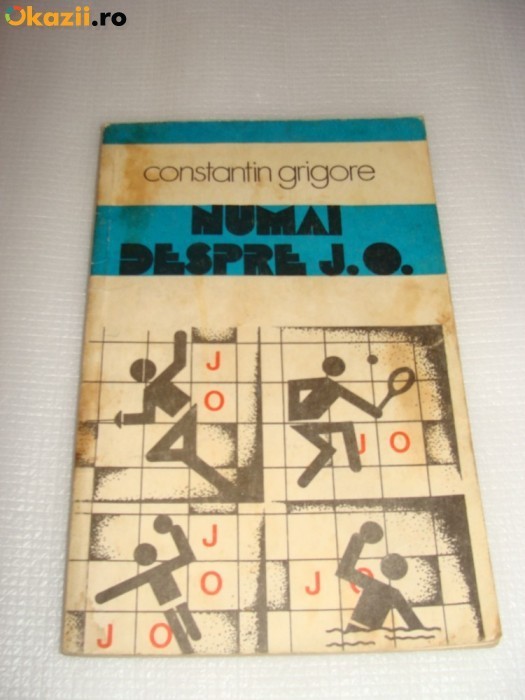 Okazii.ro
constantin grigore
NUMAI
DESPRE J.O.
J
O
J O
J
O
J O
J O